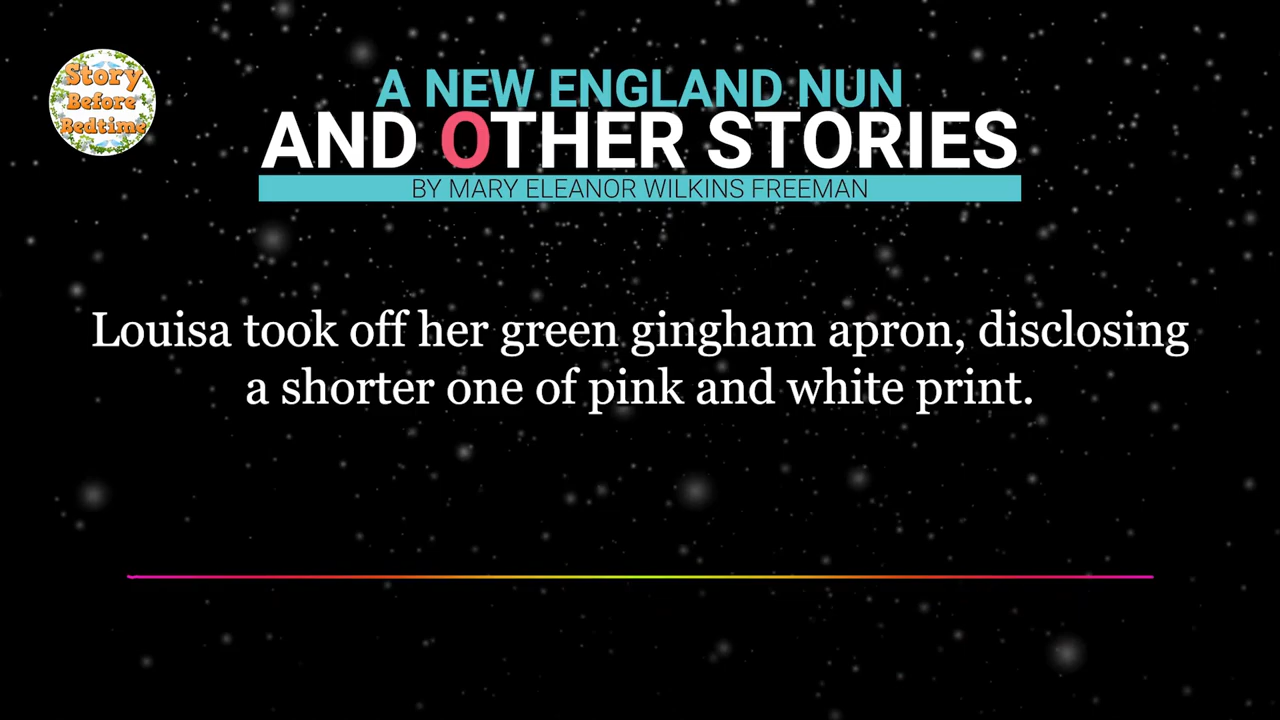 Story
Before
Bedtime
A NEW ENGLAND NUN
AND OTHER STORIES
BY MARY ELEANOR WILKINS FREEMAN
Louisa took off her green gingham apron, disclosing
a shorter one of pink and white print.